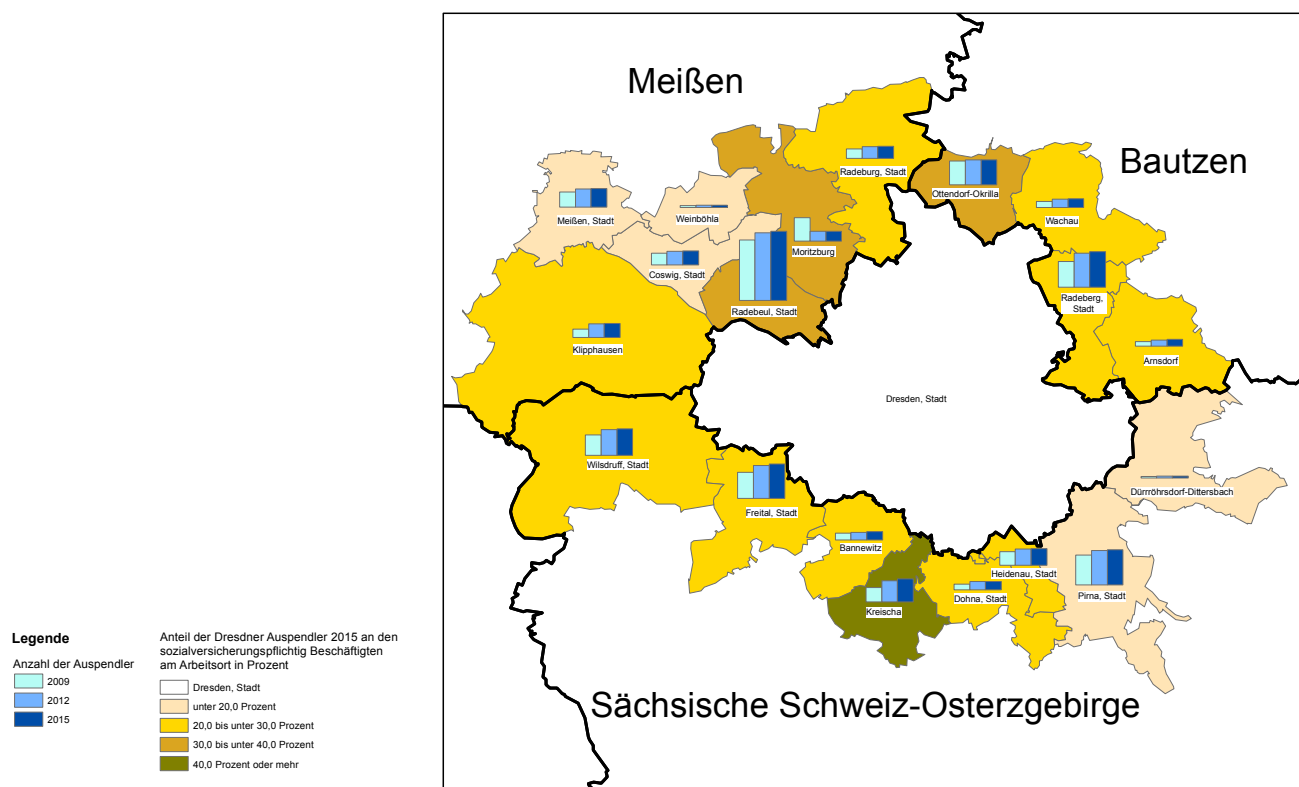 Meißen
Bautzen
Radeburg, Stadt
Ottendorf-Okrilla
Meißen, Stadt
Weinböhla
Wachau
Moritzburg
Coswig, Stadt
Radeberg,
Stadt
Radebeul, Stadt
Klipphausen
Arnsdorf
Dresden, Stadt
Wilsdruff, Stadt
Dürrröhrsdorf-Dittersbach
Freital, Stadt
Bannewitz
Heidenau, Stadt
Dohna, Stadt
Pirna, Stadt
Kreischa
Sächsische Schweiz-Osterzgebirge
Legende
Anzahl der Auspendler
2009
2012
2015
Anteil der Dresdner Auspendler 2015 an den
sozialversicherungspflichtig Beschäftigten
am Arbeitsort in Prozent
Dresden, Stadt
unter 20,0 Prozent
20,0 bis unter 30,0 Prozent
30,0 bis unter 40,0 Prozent
40,0 Prozent oder mehr